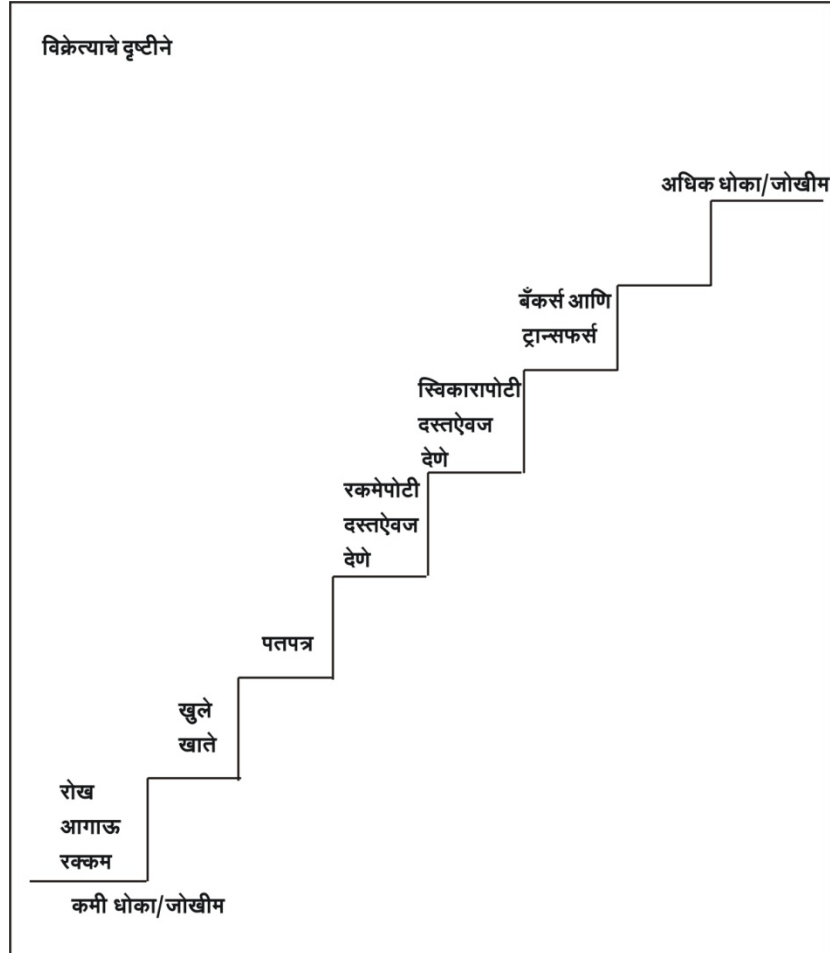 विक्रेत्याचे दृष्टीने
अधिक धोका/जोखीम
बँकर्स आणि
ट्रान्सफर्स
स्विकारापोटी
दस्तऐवज
देणे
रकमेपोटी
दस्तऐवज
देणे
पतपत्र
खुले
खाते
रोख
आगाऊ
रक्कम
कमी धोका/जोखीम